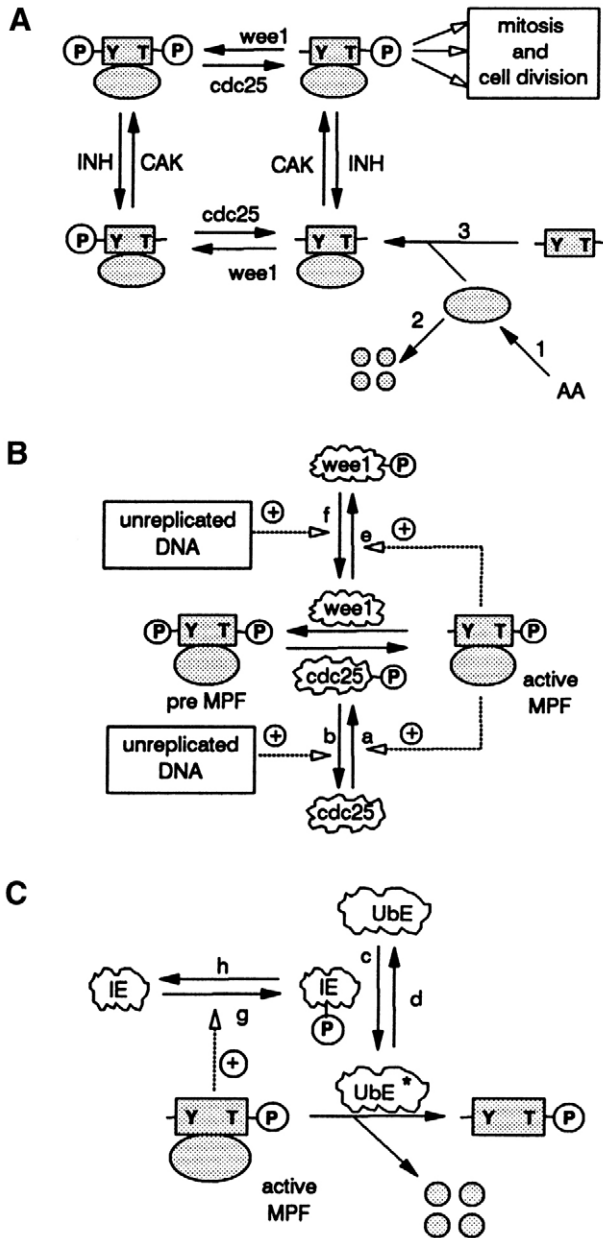 A
P Y T P
wee1
cdc25
Y T P
mitosis
and
cell division
INH
CAK
CAK
INH
P Y T
cdc25
wee1
Y T
3
Y T
2
1
AA
B
wee1 P
unreplicated
DNA
+
f
e
+
wee1
P Y T P
pre MPF
cdc25 P
Y T P
active
MPF
unreplicated
DNA
+
b
a
+
cdc25
C
UbE
IE
h
g
IE
P
c
d
+
UbE *
Y T P
active
MPF
Y T P